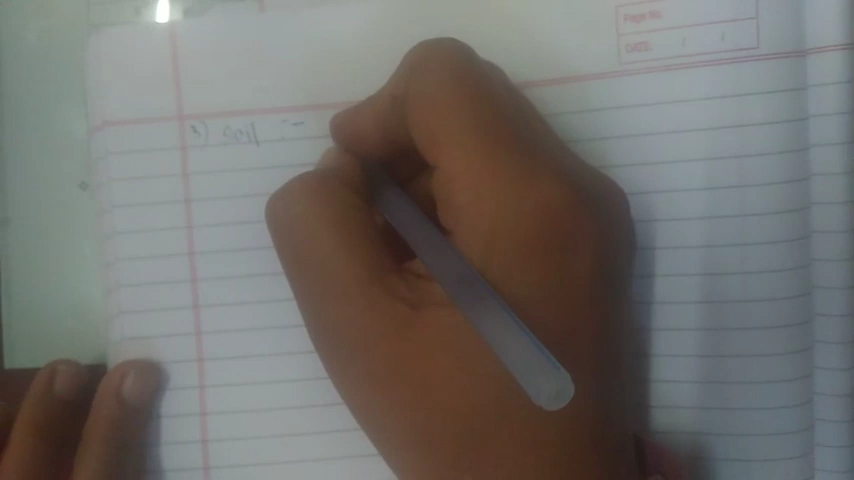 Page No
DATE: / /
3) Soil :-